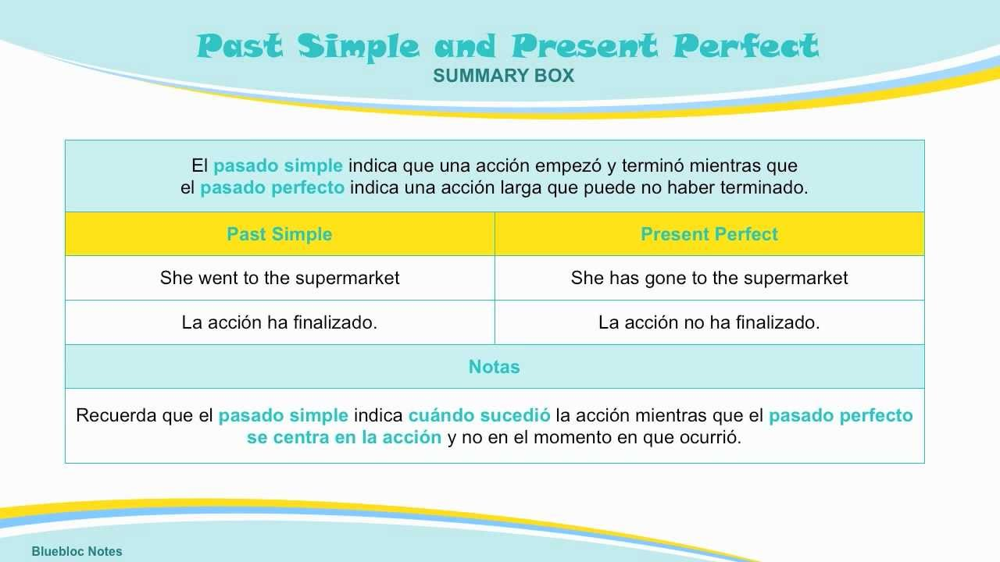 Past Simple and Present Perfect
SUMMARY BOX
El pasado simple indica que una acción empezó y terminó mientras que
el pasado perfecto indica una acción larga que puede no haber terminado.
Past Simple
Present Perfect
She went to the supermarket
She has gone to the supermarket
La acción ha finalizado.
La acción no ha finalizado.
Notas
Recuerda que el pasado simple indica cuándo sucedió la acción mientras que el pasado perfecto
se centra en la acción y no en el momento en que ocurrió.
Bluebloc Notes